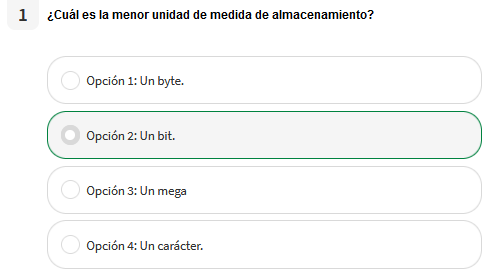 1 ¿Cuál es la menor unidad de medida de almacenamiento?
Opción 1: Un byte.
Opción 2: Un bit.
Opción 3: Un mega
Opción 4: Un carácter.